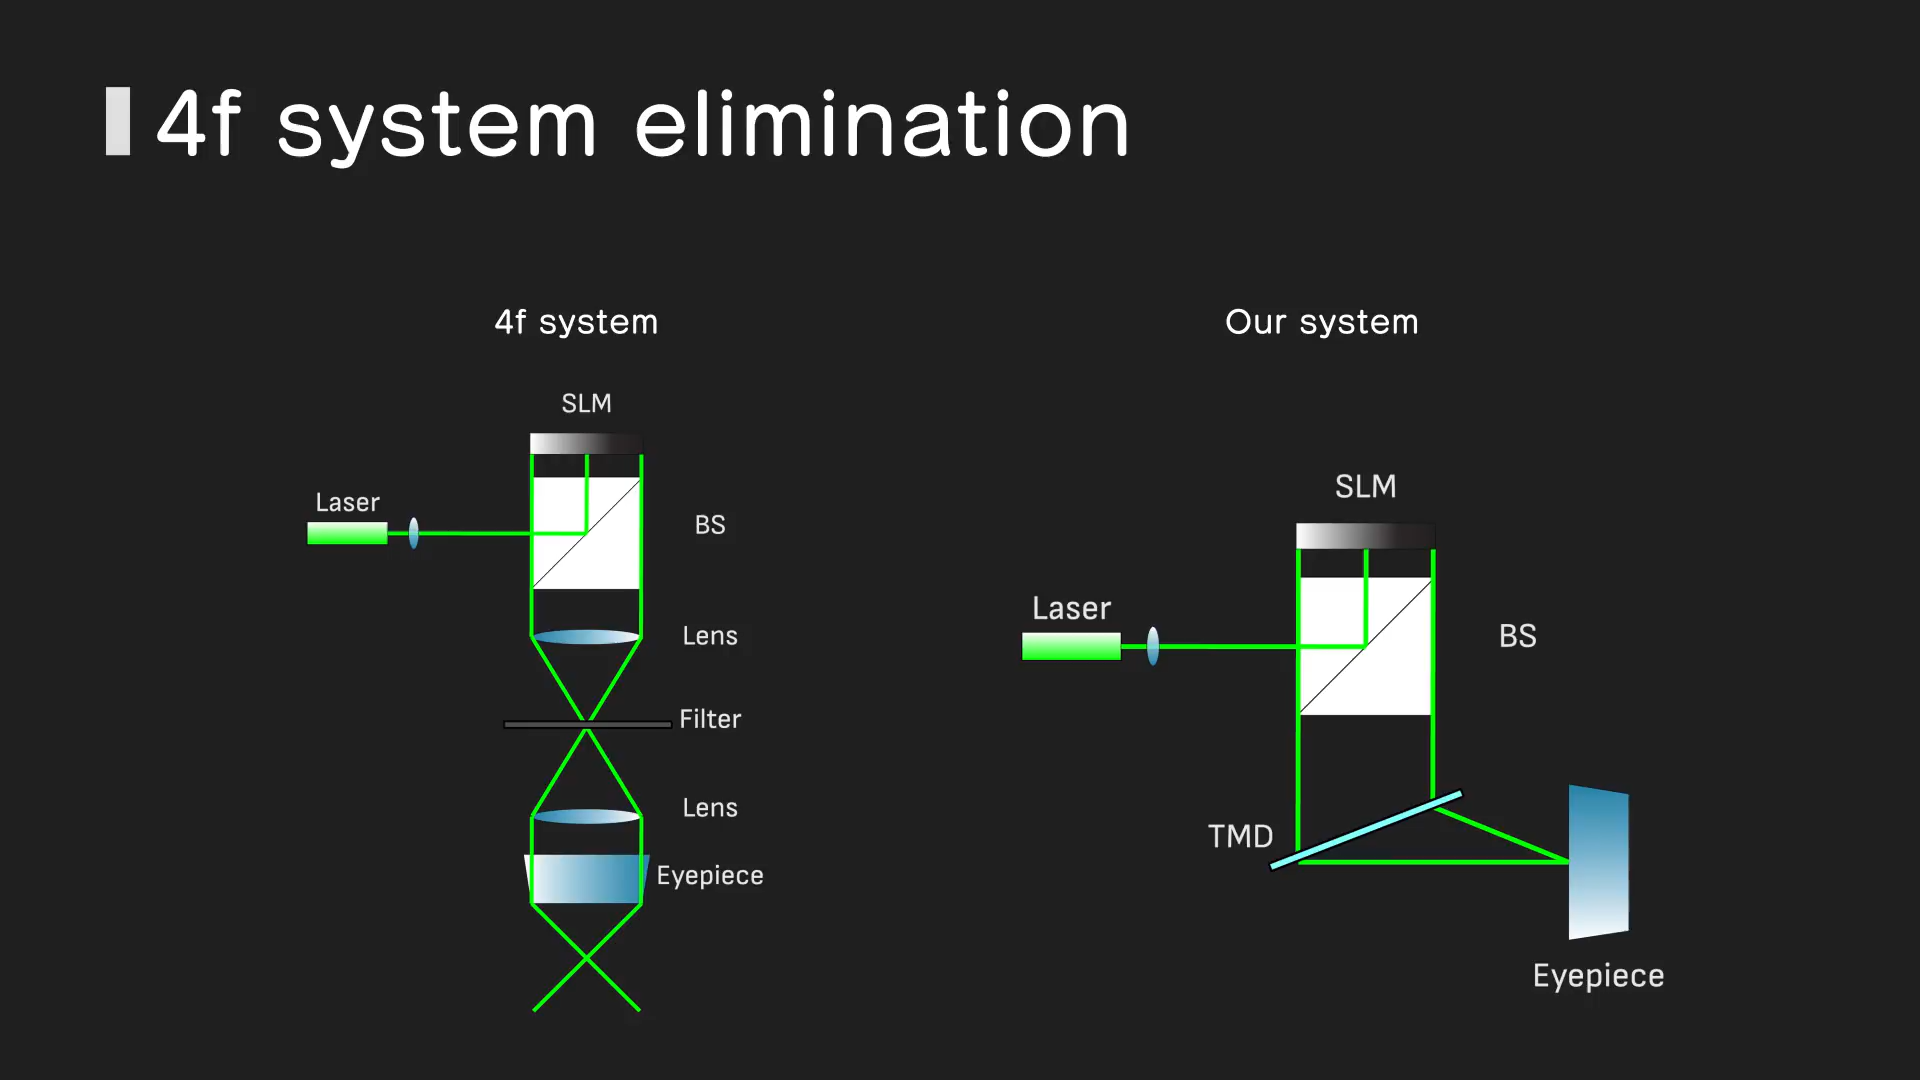 4f system elimination
4f system
SLM
Laser
BS
Lens
Filter
Lens
Eyepiece
Our system
SLM
Laser
BS
TMD
Eyepiece